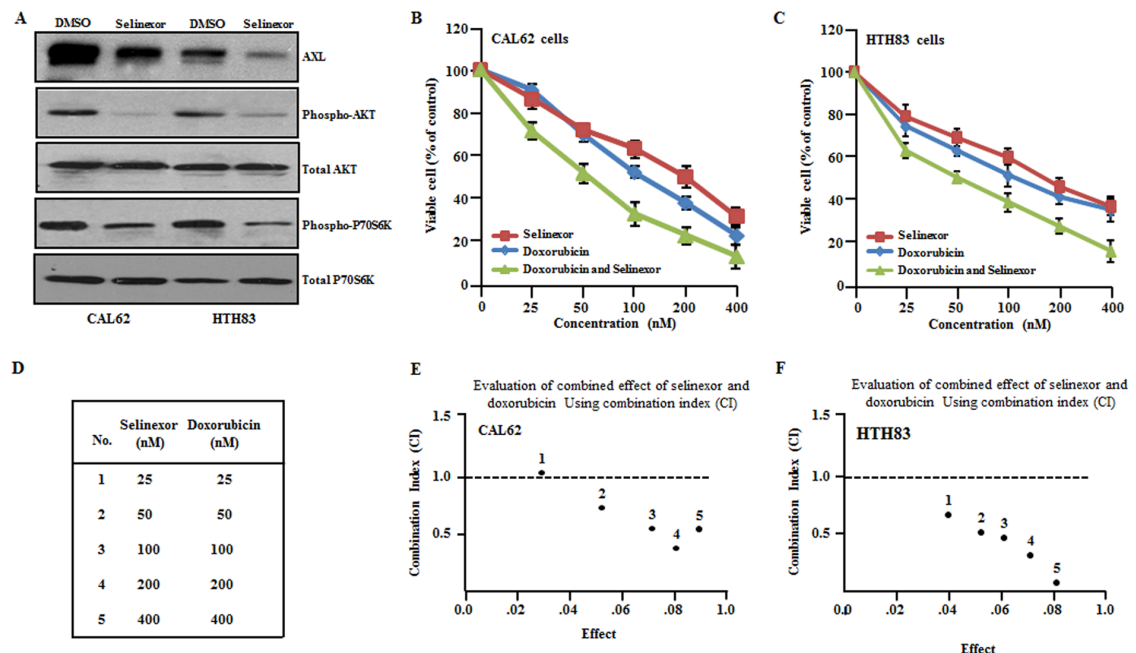 A
DMSO Selinexor DMSO Selinexor
AXL
Phospho-AKT
Total AKT
Phospho-P70S6K
Total P70S6K
CAL62 HTH83
B
CAL62 cells
Viable cell (% of control)
120
100
80
60
40
20
0
Selinexor
Doxorubicin
Doxorubicin and Selinexor
0 25 50 100 200 400
Concentration (nM)
C
HTH83 cells
Viable cell (% of control)
120
100
80
60
40
20
0
Selinexor
Doxorubicin
Doxorubicin and Selinexor
0 25 50 100 200 400
Concentration (nM)
D
No. Selinexor (nM) Doxorubicin (nM)
1 25 25
2 50 50
3 100 100
4 200 200
5 400 400
E
Evaluation of combined effect of selinexor and
doxorubicin Using combination index (CI)
CAL62
Combination Index (CI)
1.5
1.0
0.5
1
2
3
4
5
0.0 .02 .04 .06 .08 1.0
Effect
F
Evaluation of combined effect of selinexor and
doxorubicin Using combination index (CI)
HTH83
Combination Index (CI)
1.5
1.0
0.5
1
2
3
4
5
0.0 .02 .04 .06 .08 1.0
Effect